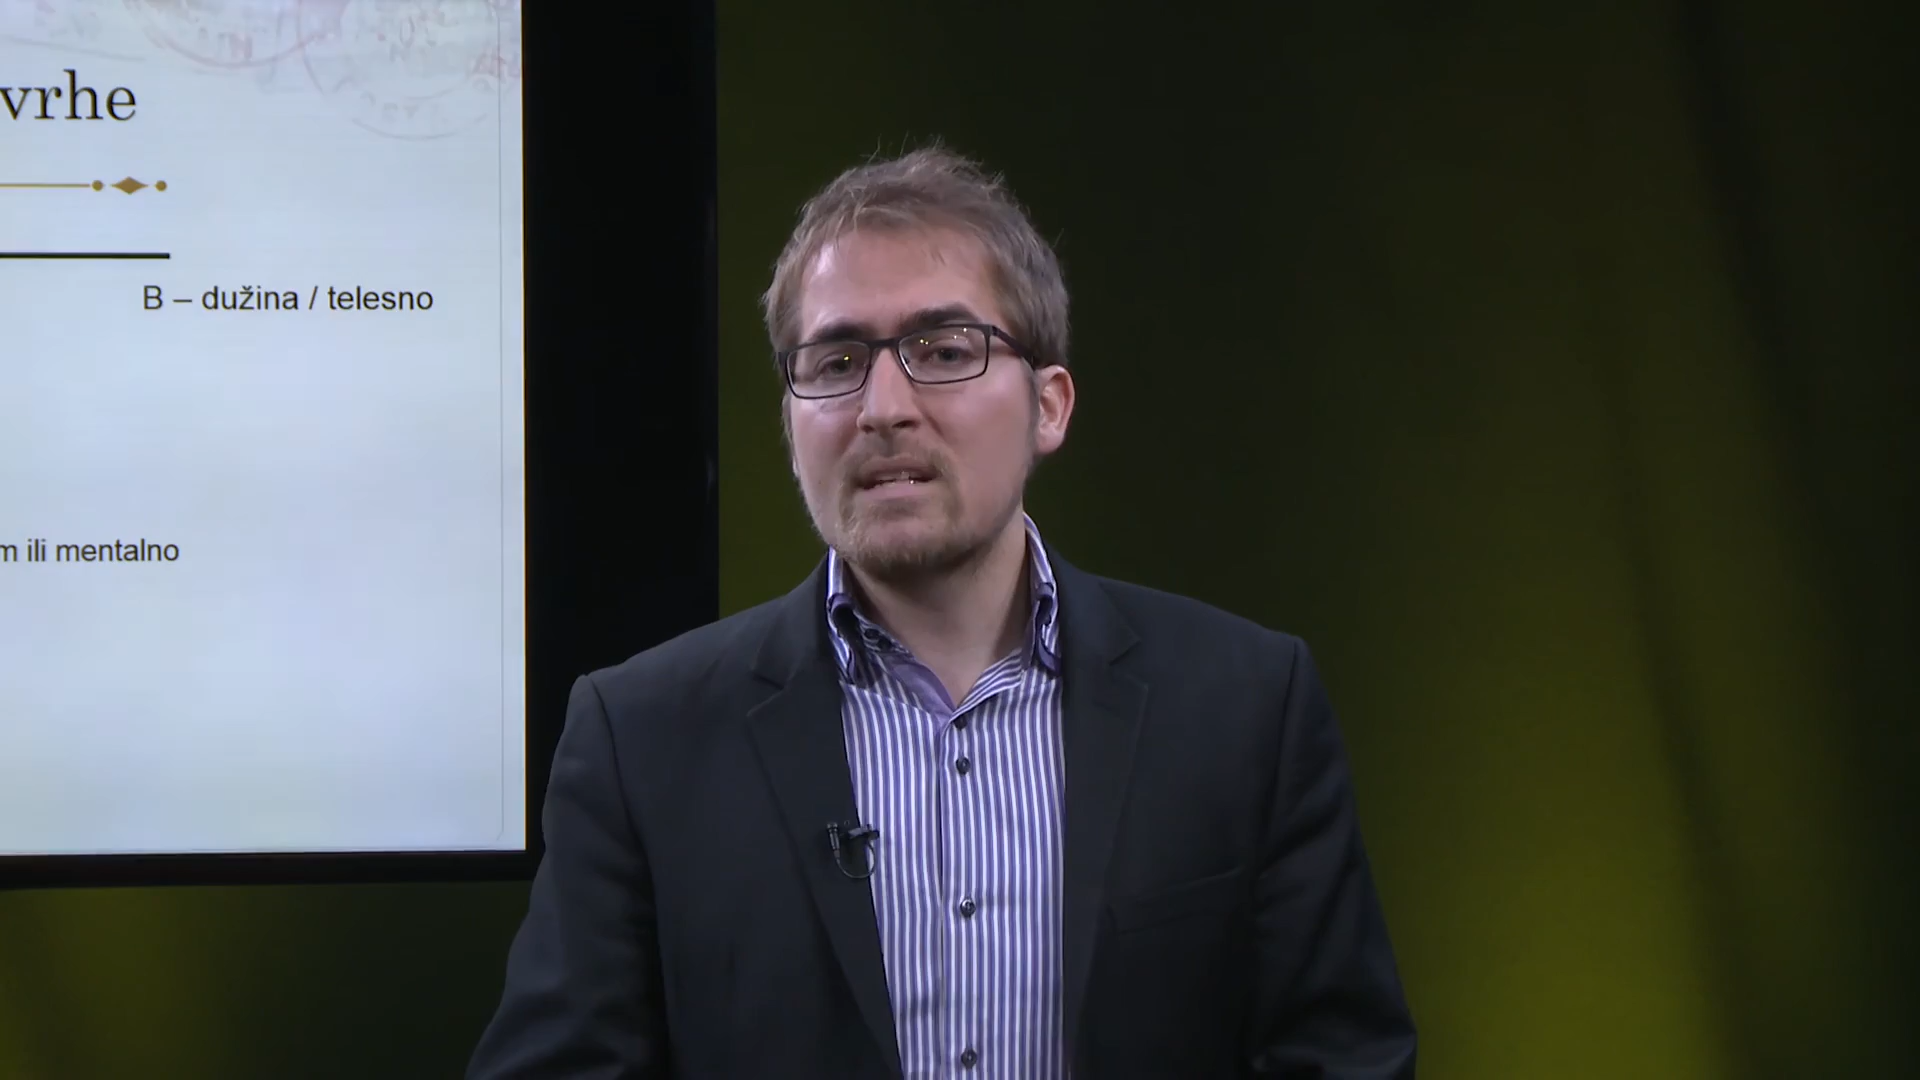 vrhe
B – dužina / telesno
m ili mentalno